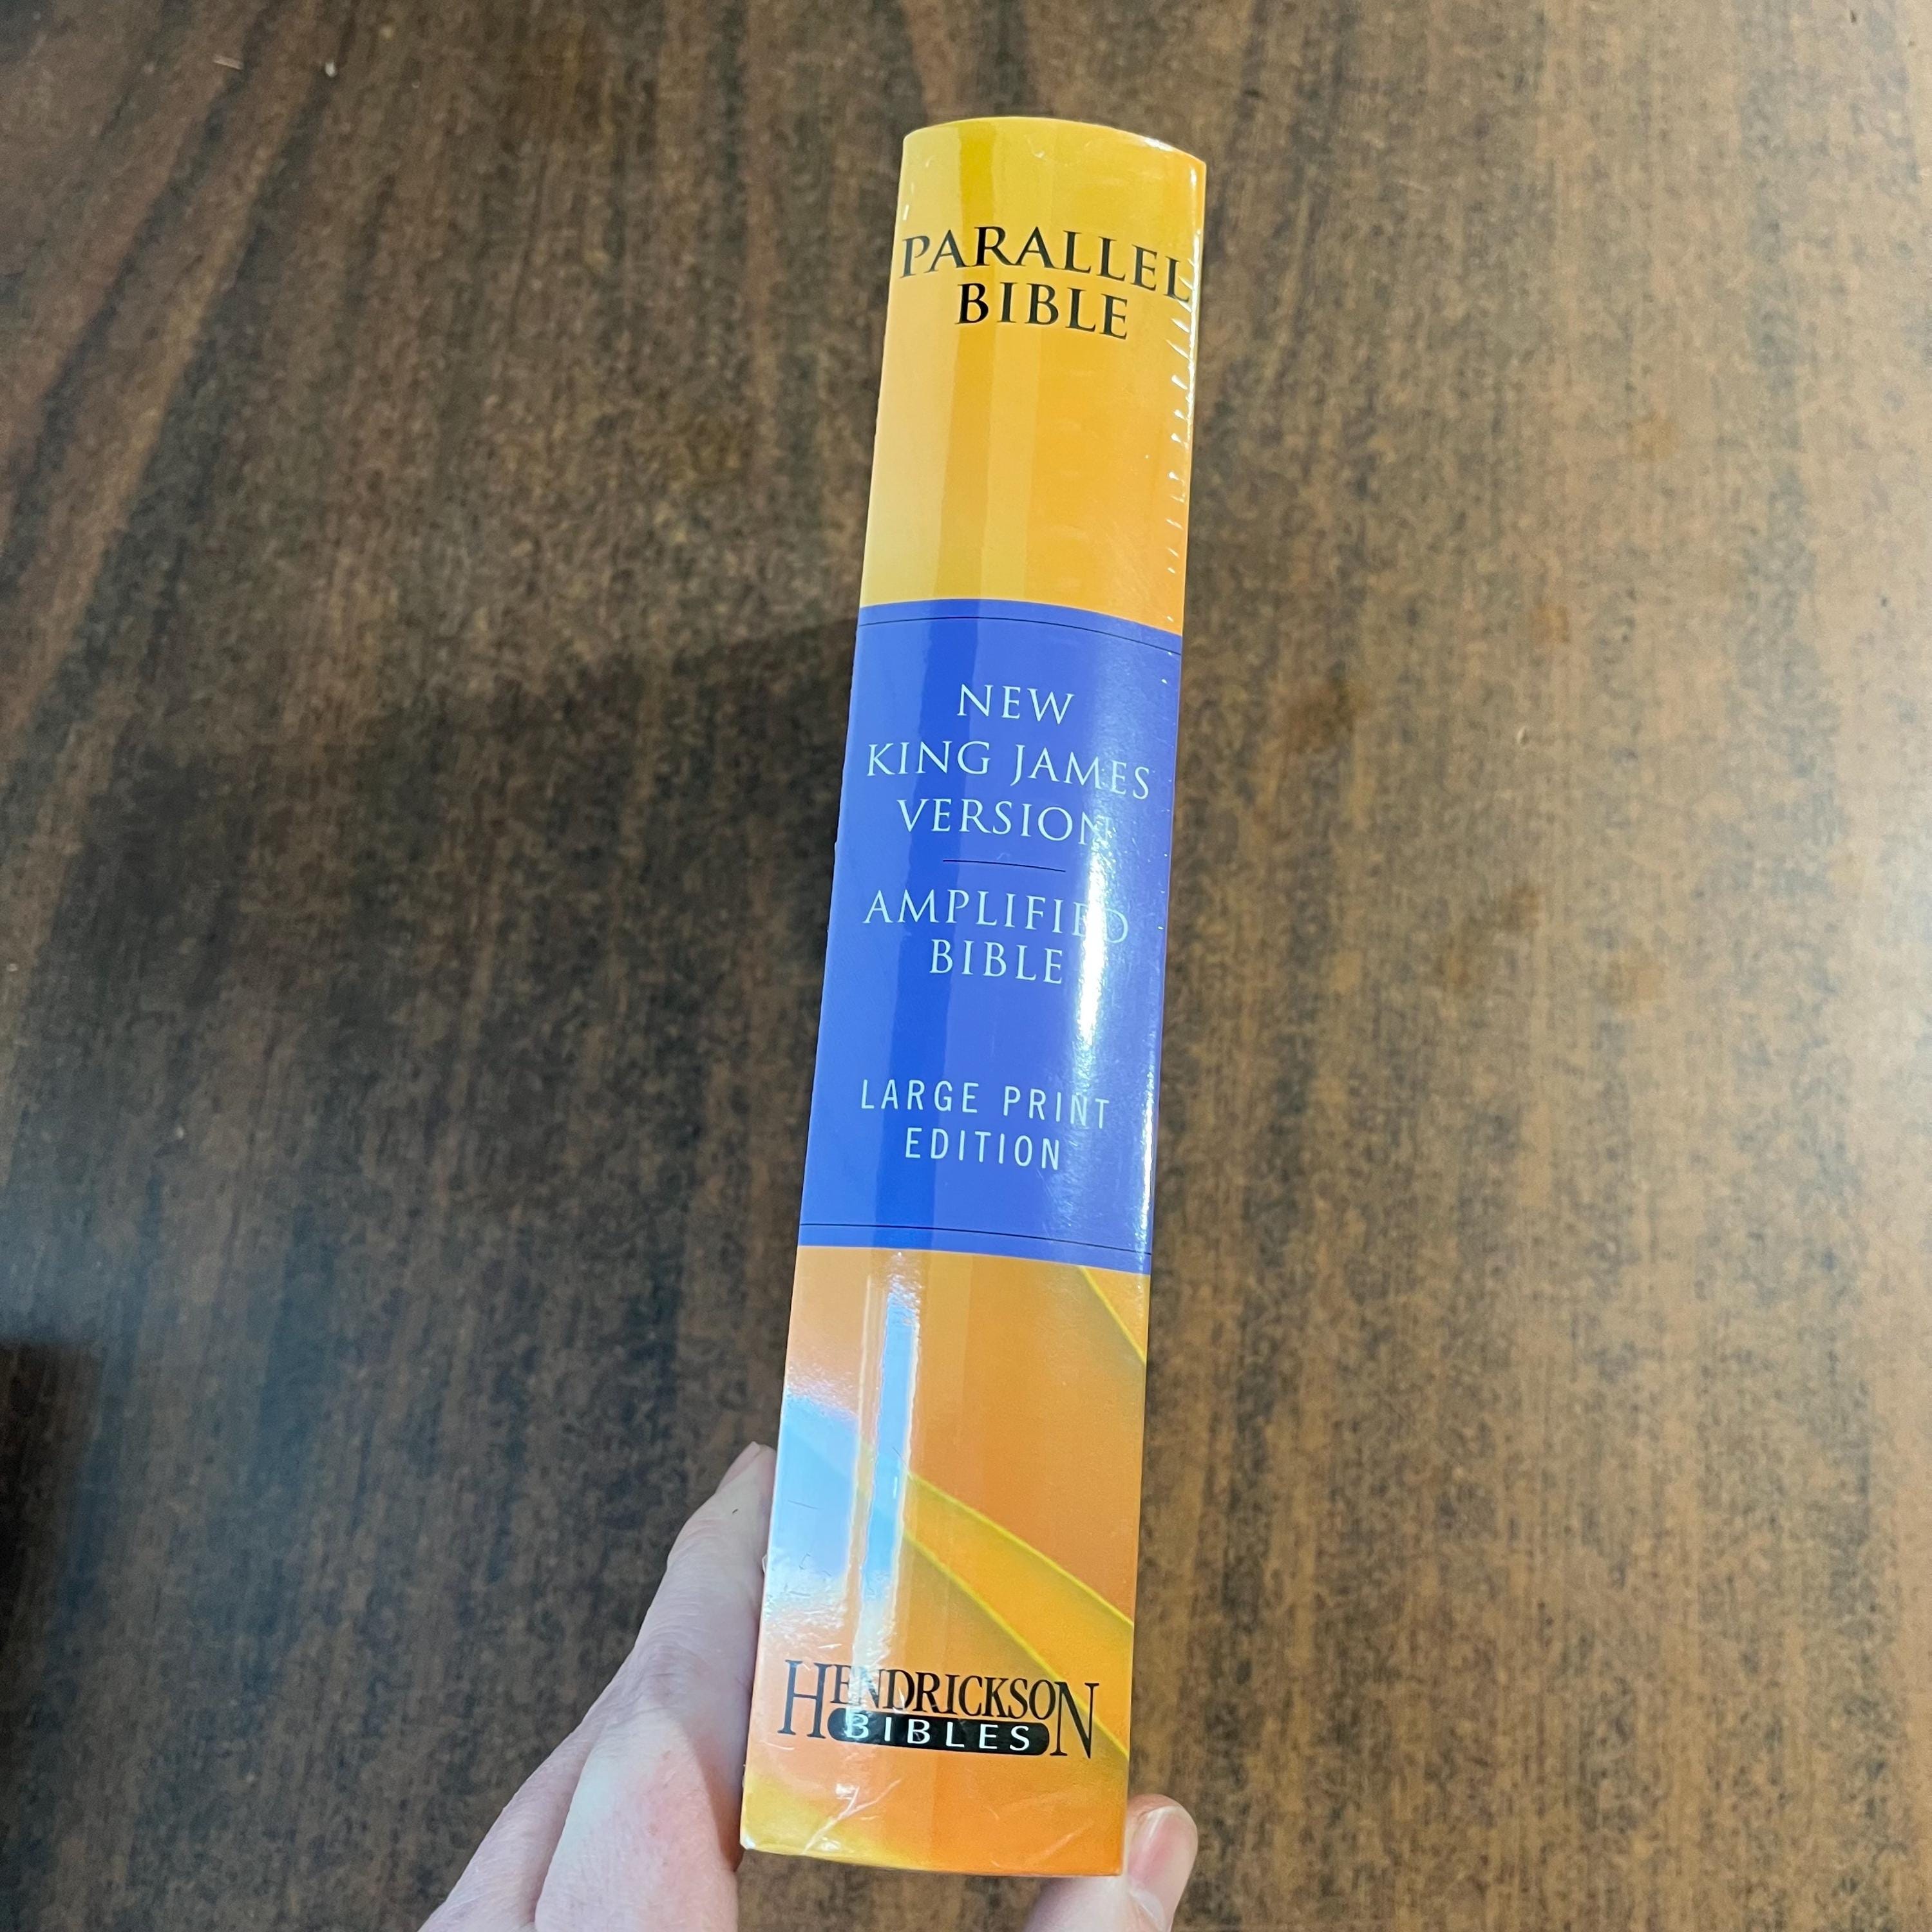 PARALLEL
BIBLE
NEW
KING JAMES
VERSION
AMPLIFIED
BIBLE
LARGE PRINT
EDITION
HENDRICKSON
BIBLES